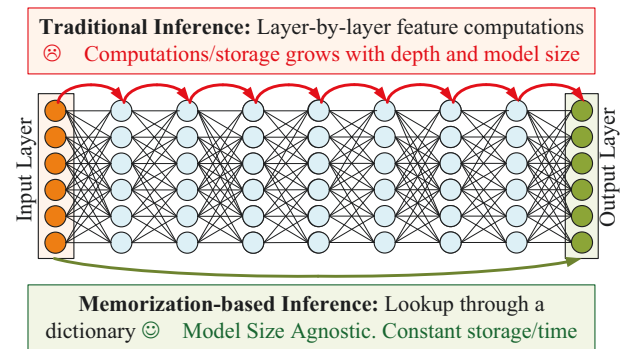 Traditional Inference: Layer-by-layer feature computations
☹ Computations/storage grows with depth and model size
Input Layer
Output Layer
Memorization-based Inference: Lookup through a
dictionary ☺ Model Size Agnostic. Constant storage/time